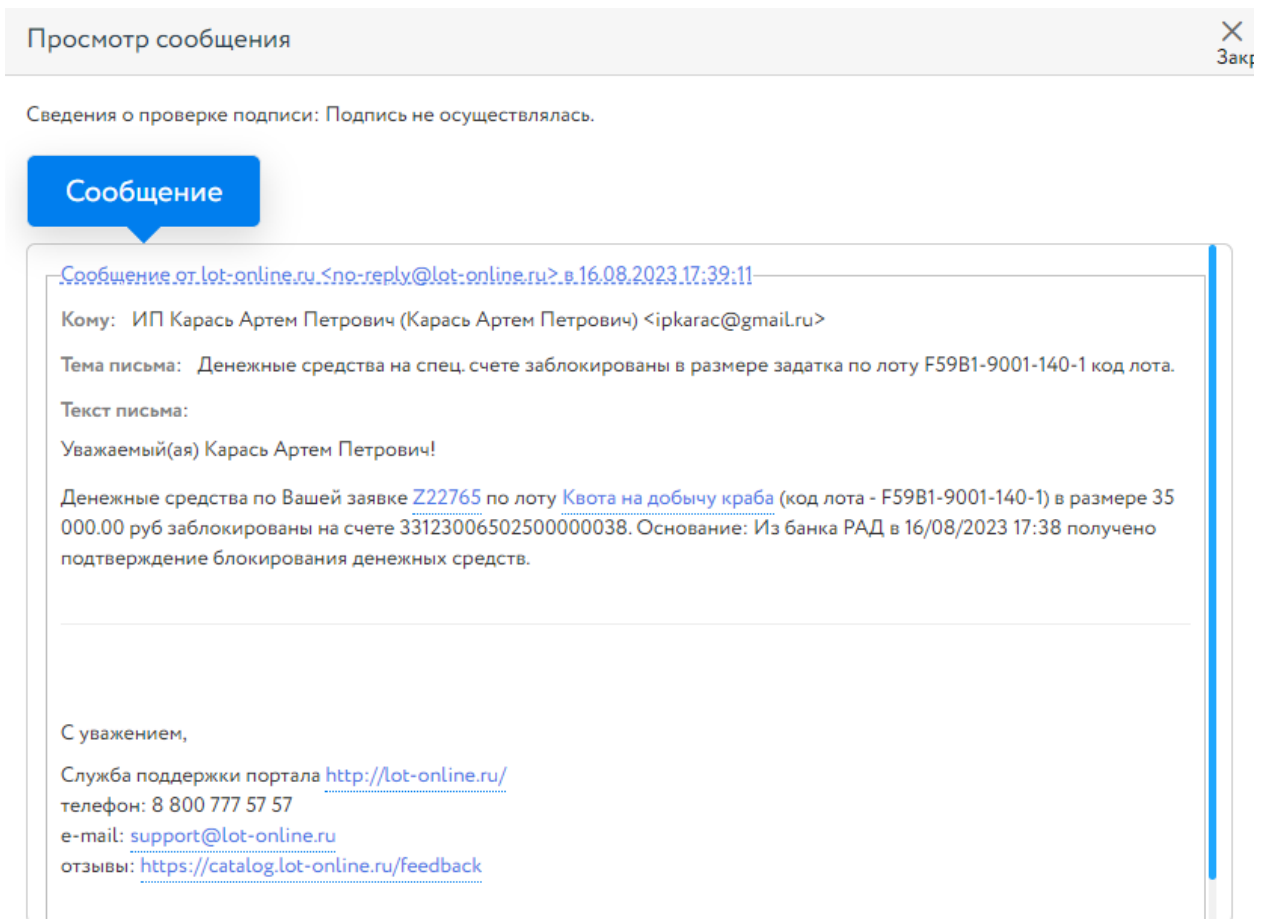 Просмотр сообщения
Закр
Сведения о проверке подписи: Подпись не осуществлялась.
Сообщение
Сообщение от lot-online.ru <no-reply@lot-online.ru> в 16.08.2023 17:39:11
Кому: ИП Карась Артем Петрович (Карась Артем Петрович) <ipkarac@gmail.ru>
Тема письма: Денежные средства на спец. счете заблокированы в размере задатка по лоту F59B1-9001-140-1 код лота.
Текст письма:
Уважаемый(ая) Карась Артем Петрович!
Денежные средства по Вашей заявке Z22765 по лоту Квота на добычу краба (код лота - F59B1-9001-140-1) в размере 35
000.00 руб заблокированы на счете 33123006502500000038. Основание: Из банка РАД в 16/08/2023 17:38 получено
подтверждение блокирования денежных средств.
С уважением,
Служба поддержки портала http://lot-online.ru/
телефон: 8 800 777 57 57
e-mail: support@lot-online.ru
отзывы: https://catalog.lot-online.ru/feedback